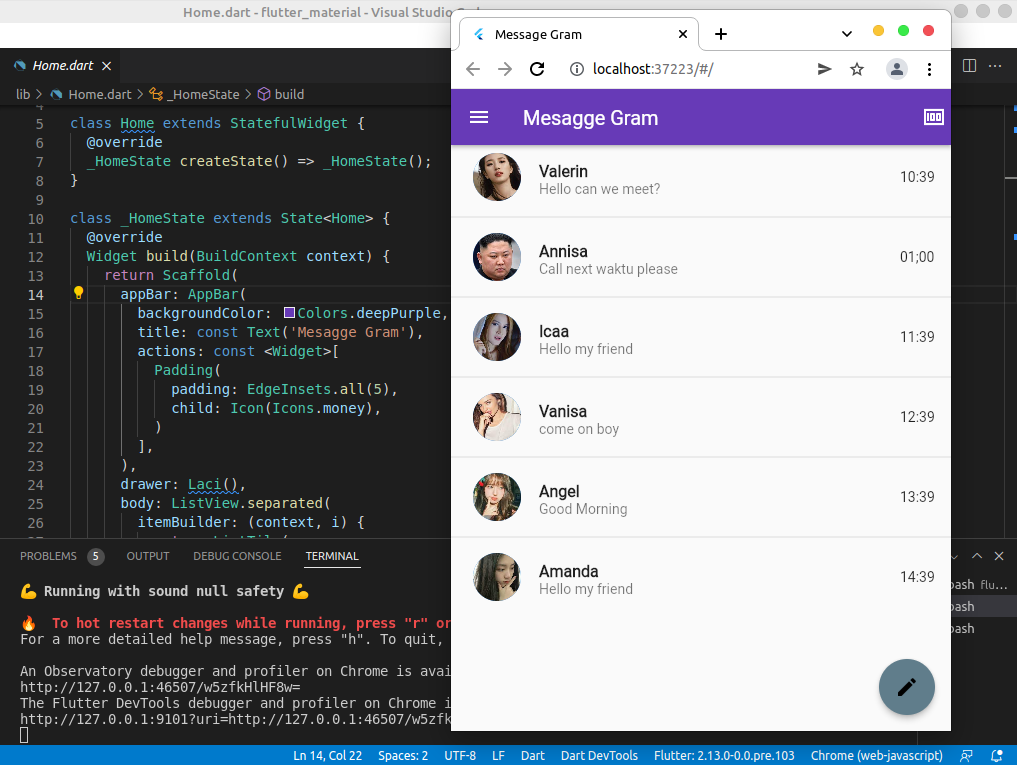 Home.dart - flutter_material - Visual Studio
Home.dart
lib > Home.dart > _HomeState > build
5 class Home extends StatefulWidget {
6 @override
7 _HomeState createState() => _HomeState();
8 }
9
10 class _HomeState extends State<Home> {
11 @override
12 Widget build(BuildContext context) {
13 return Scaffold(
14 appBar: AppBar(
15 backgroundColor: Colors.deepPurple,
16 title: const Text('Mesagge Gram'),
17 actions: const <Widget>[
18 Padding(
19 padding: EdgeInsets.all(5),
20 child: Icon(Icons.money),
21 )
22 ],
23 ),
24 drawer: Laci(),
25 body: ListView.separated(
26 itemBuilder: (context, i) {
PROBLEMS 5 OUTPUT DEBUG CONSOLE TERMINAL
Running with sound null safety
To hot restart changes while running, press "r" or
For a more detailed help message, press "h". To quit,
An Observatory debugger and profiler on Chrome is avai
http://127.0.0.1:46507/w5zfkHlHF8w=
The Flutter DevTools debugger and profiler on Chrome i
http://127.0.0.1:9101?uri=http://127.0.0.1:46507/w5zfk
bash flu...
bash
bash
Ln 14, Col 22 Spaces: 2 UTF-8 LF Dart Dart DevTools Flutter: 2.13.0-0.0.pre.103 Chrome (web-javascript)
Message Gram
localhost:37223/#/
Mesagge Gram
Valerin
Hello can we meet?
10:39
Annisa
Call next waktu please
01;00
Icaa
Hello my friend
11:39
Vanisa
come on boy
12:39
Angel
Good Morning
13:39
Amanda
Hello my friend
14:39